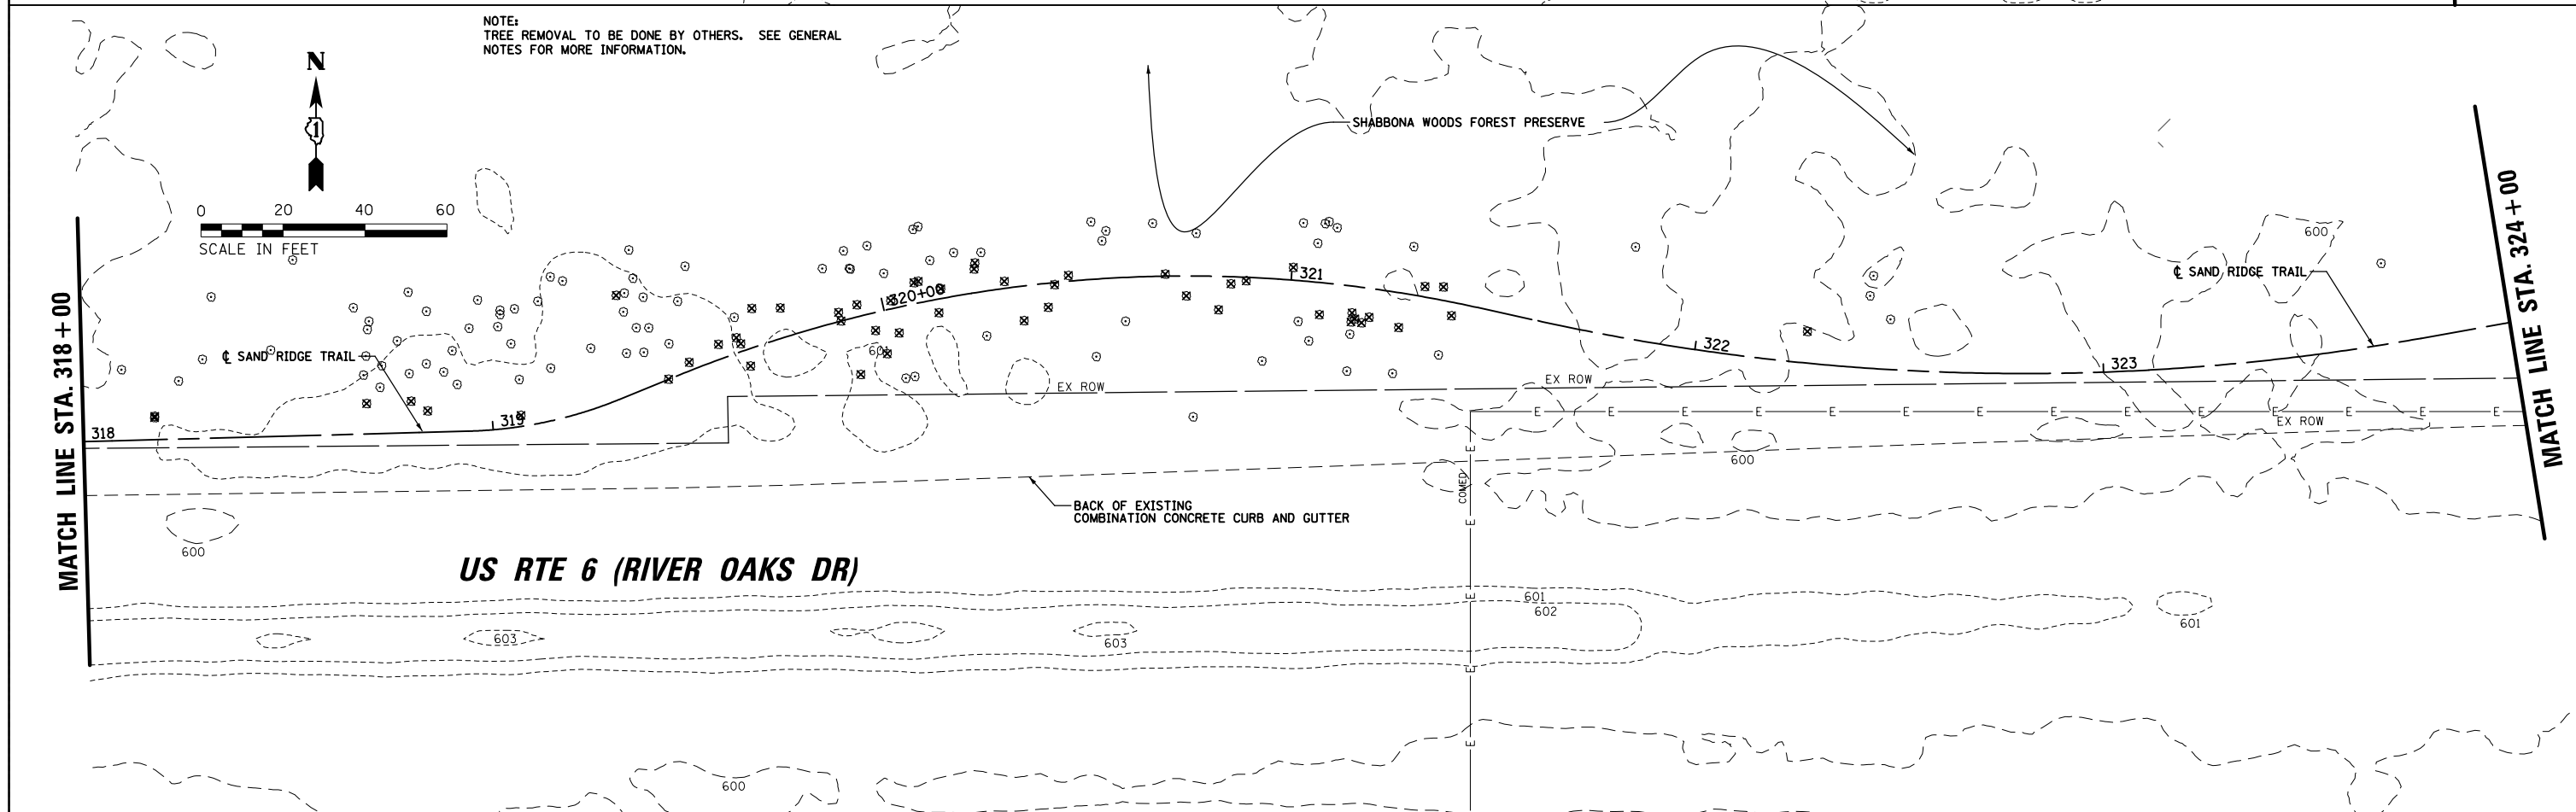 NOTE:
TREE REMOVAL TO BE DONE BY OTHERS. SEE GENERAL
NOTES FOR MORE INFORMATION.
N
1
SHABBONA WOODS FOREST PRESERVE
0 20 40 60
SCALE IN FEET
MATCH LINE STA. 318+00
MATCH LINE STA. 324+00
600
℄ SAND RIDGE TRAIL
321
320+00
℄ SAND RIDGE TRAIL
322
601
323
EX ROW
EX ROW
319
318
E E E E E E E E E E E E E E
EX ROW
E
600
COMED
BACK OF EXISTING
COMBINATION CONCRETE CURB AND GUTTER
E
600
US RTE 6 (RIVER OAKS DR)
E
601
602
601
603
603
E
E
600